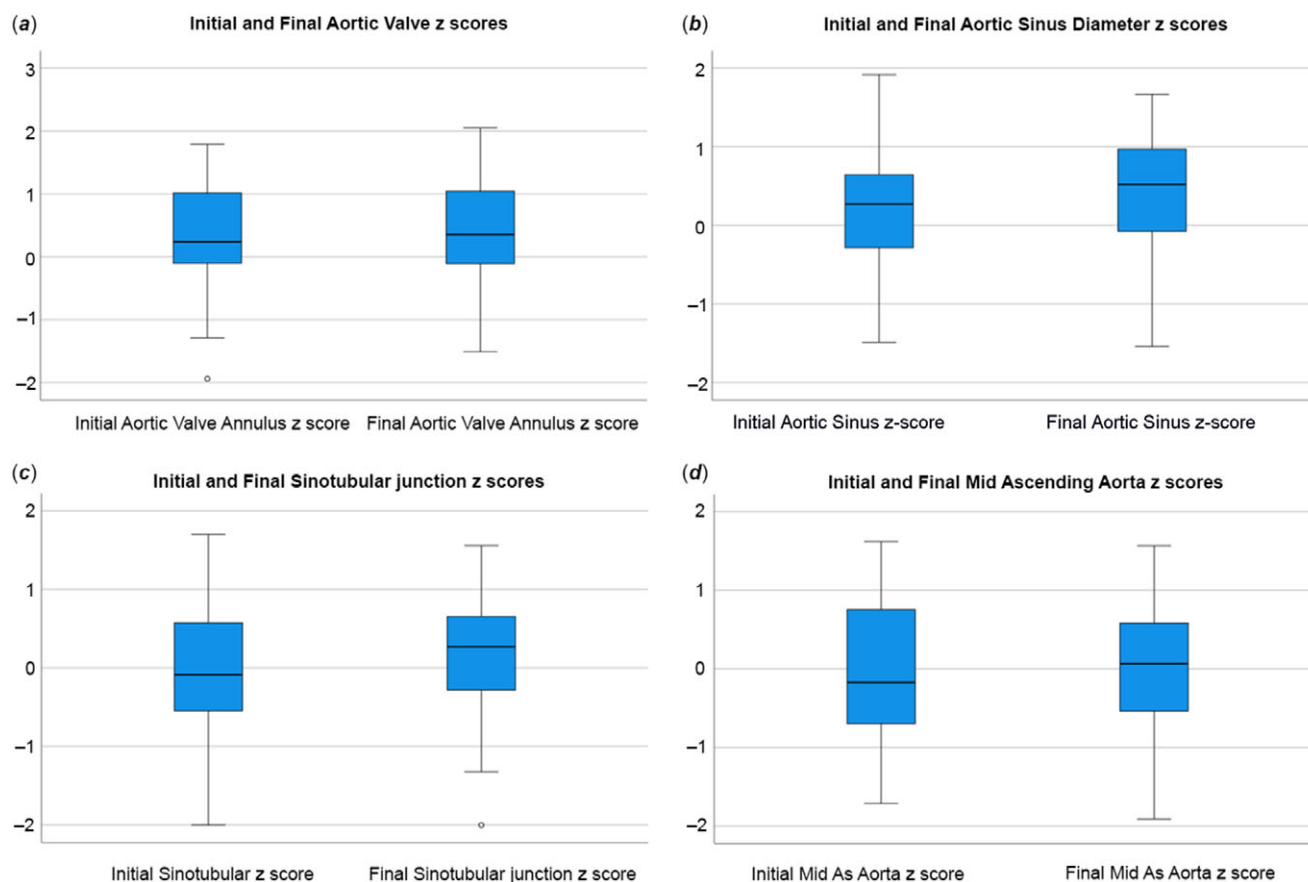 (a)
Initial and Final Aortic Valve z scores
3
2
1
0
−1
−2
Initial Aortic Valve Annulus z score
Final Aortic Valve Annulus z score
(b)
Initial and Final Aortic Sinus Diameter z scores
2
1
0
−1
−2
Initial Aortic Sinus z-score
Final Aortic Sinus z-score
(c)
Initial and Final Sinotubular junction z scores
2
1
0
−1
−2
Initial Sinotubular z score
Final Sinotubular junction z score
(d)
Initial and Final Mid Ascending Aorta z scores
2
1
0
−1
−2
Initial Mid As Aorta z score
Final Mid As Aorta z score